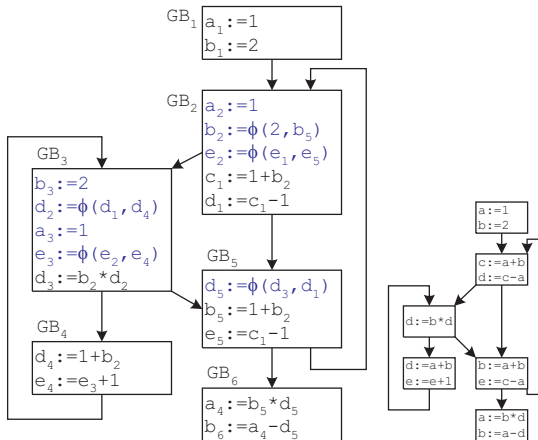 GB₁
a₁:=1
b₁:=2
GB₂
a₂:=1
b₂:=ϕ(2,b₅)
e₂:=ϕ(e₁,e₅)
c₁:=1+b₂
d₁:=c₁-1
GB₃
b₃:=2
d₂:=ϕ(d₁,d₄)
a₃:=1
e₃:=ϕ(e₂,e₄)
d₃:=b₂*d₂
GB₄
d₄:=1+b₂
e₄:=e₃+1
GB₅
d₅:=ϕ(d₃,d₁)
b₅:=1+b₂
e₅:=c₁-1
GB₆
a₄:=b₅*d₅
b₆:=a₄-d₅
a:=1
b:=2
c:=a+b
d:=c-a
d:=b*d
d:=a+b
e:=e+1
b:=a+b
e:=c-a
a:=b*d
b:=a-d